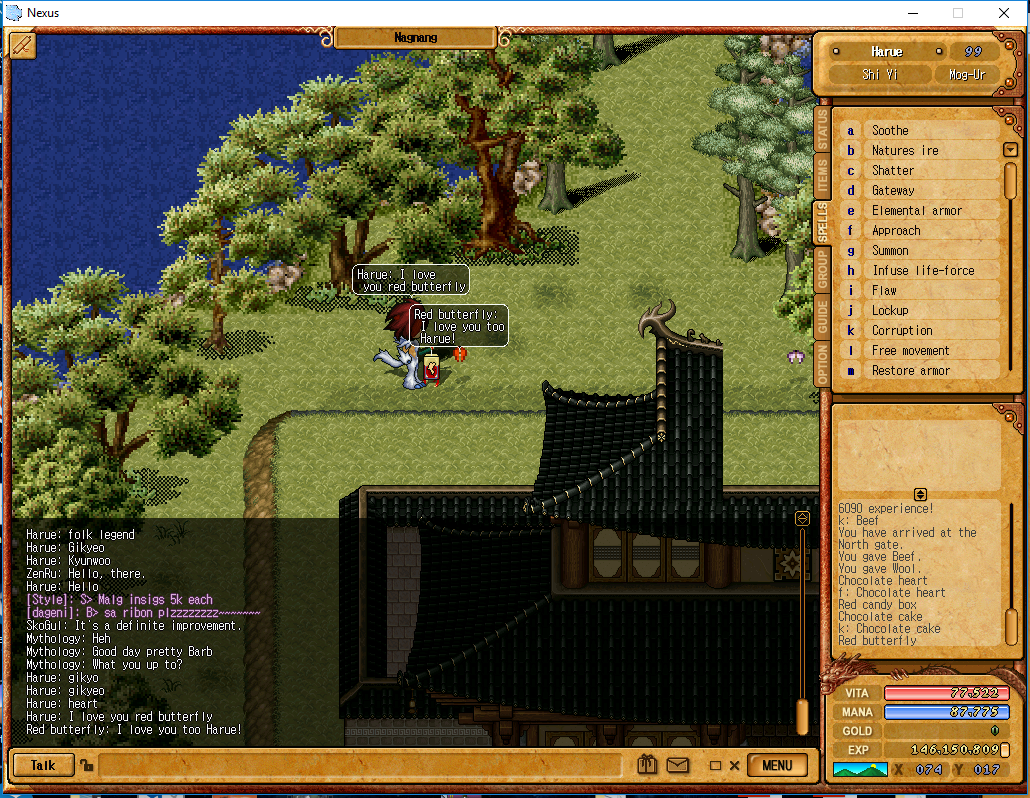 Nexus
Nagnang
Harue 99
Shi Yi Mog-Ur
STATUS
ITEMS
SPELLS
GROUP
GUIDE
OPTION
a Soothe
b Natures ire
c Shatter
d Gateway
e Elemental armor
f Approach
g Summon
h Infuse life-force
i Flaw
j Lockup
k Corruption
l Free movement
m Restore armor
Harue: I love
you red butterfly
Red butterfly:
I love you too
Harue!
Harue: folk legend
Harue: Gikyeo
Harue: Kyunwoo
ZenRu: Hello, there.
Harue: Hello
[Style]: S> Malg insigs 5k each
[dageni]: B> sa ribon plzzzzzzzz~~~~~~~
SkoGul: It's a definite improvement.
Mythology: Heh
Mythology: Good day pretty Barb
Mythology: What you up to?
Harue: gikyo
Harue: gikyeo
Harue: heart
Harue: I love you red butterfly
Red butterfly: I love you too Harue!
6090 experience!
k: Beef
You have arrived at the
North gate.
You gave Beef.
You gave Wool.
Chocolate heart
f: Chocolate heart
Red candy box
Chocolate cake
k: Chocolate cake
Red butterfly
VITA 77,522
MANA 87,775
GOLD 0
EXP 146,150,809
X 074 Y 017
Talk
MENU